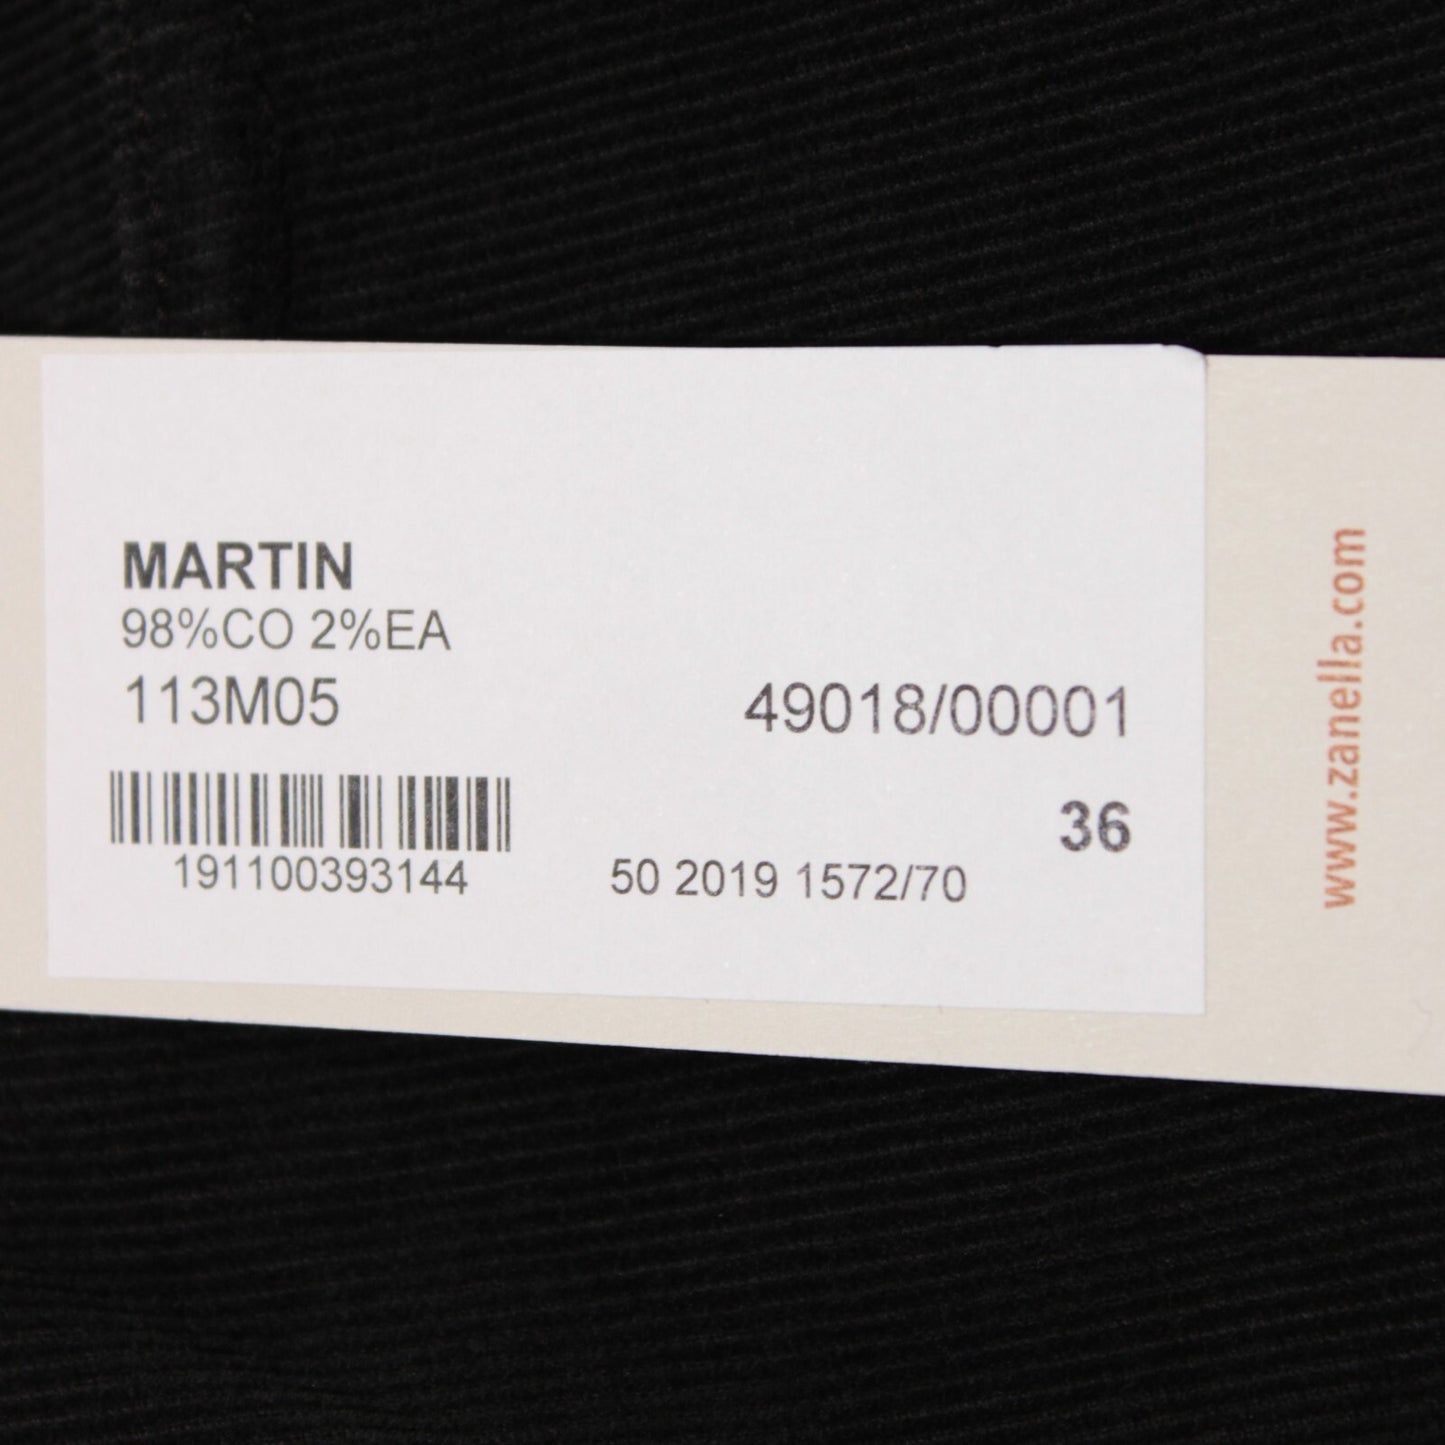 MARTIN
98%CO 2%EA
113M05
49018/00001
36
191100393144
50 2019 1572/70
www.zanella.com